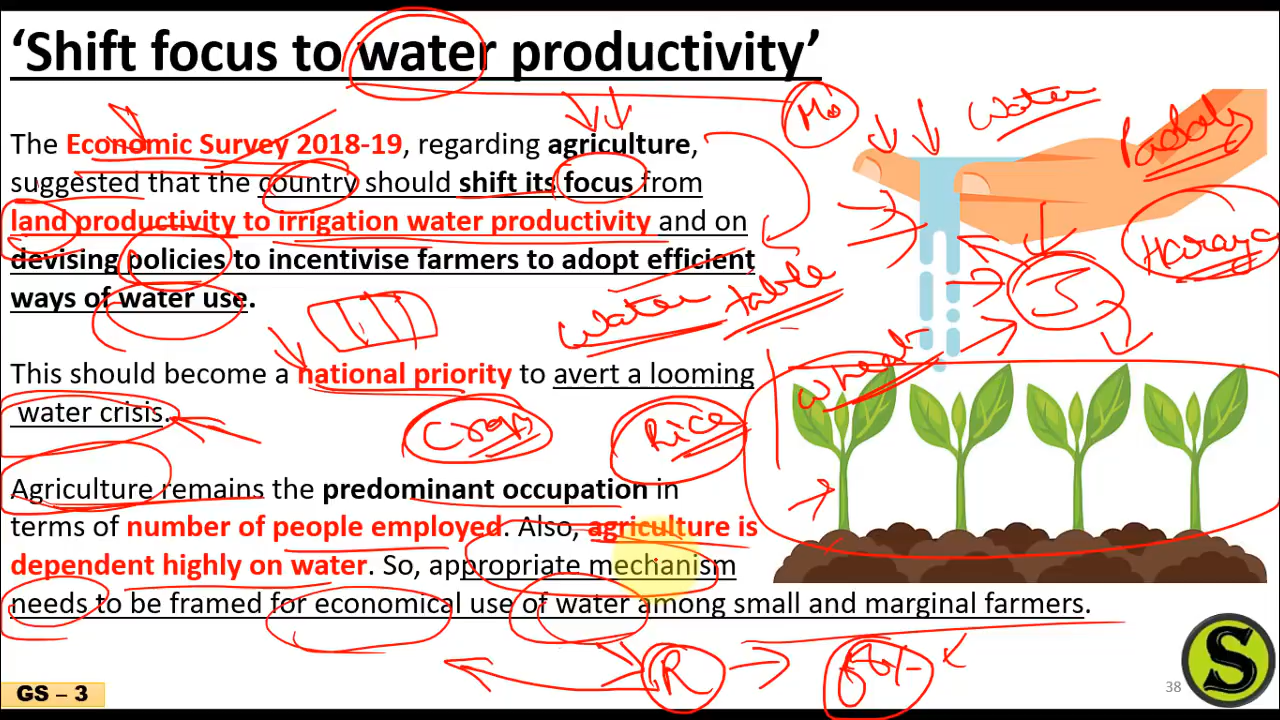 ‘Shift focus to water productivity’
The Economic Survey 2018-19, regarding agriculture,
suggested that the country should shift its focus from
land productivity to irrigation water productivity and on
devising policies to incentivise farmers to adopt efficient
ways of water use.
This should become a national priority to avert a looming
water crisis.
Agriculture remains the predominant occupation in
terms of number of people employed. Also, agriculture is
dependent highly on water. So, appropriate mechanism
needs to be framed for economical use of water among small and marginal farmers.
Water
Water table
Wheat
Rice
R
GS – 3
38
S